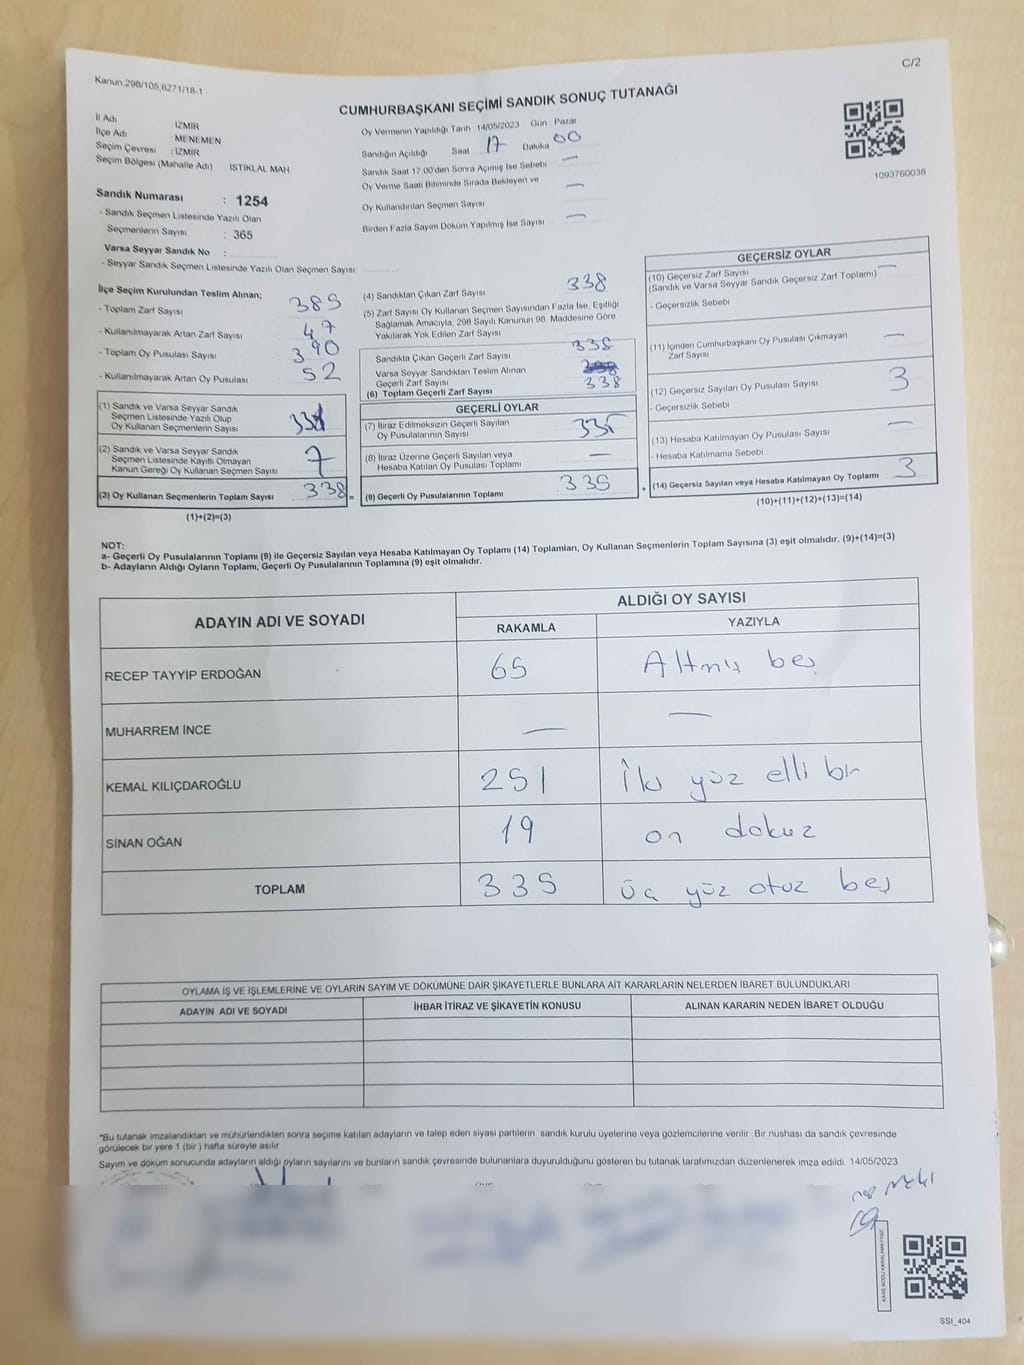 Kanun,298/105,6271/18-1
C/2
CUMHURBAŞKANI SEÇİMİ SANDIK SONUÇ TUTANAĞI
İl Adı : İZMİR
İlçe Adı : MENEMEN
Seçim Çevresi : İZMİR
Seçim Bölgesi (Mahalle Adı) İSTİKLAL MAH
Sandık Numarası : 1254
- Sandık Seçmen Listesinde Yazılı Olan
Seçmenlerin Sayısı : 365
Varsa Seyyar Sandık No :
- Seyyar Sandık Seçmen Listesinde Yazılı Olan Seçmen Sayısı:
Oy Vermenin Yapıldığı Tarih 14/05/2023 Gün Pazar
Sandığın Açıldığı Saat 17 Dakika 00
Sandık Saat 17.00'den Sonra Açılmış İse Sebebi —
Oy Verme Saati Bitiminde Sırada Bekleyen ve
Oy Kullandırılan Seçmen Sayısı —
Birden Fazla Sayım Döküm Yapılmış İse Sayısı —
1093760036
İlçe Seçim Kurulundan Teslim Alınan;
- Toplam Zarf Sayısı 385
- Kullanılmayarak Artan Zarf Sayısı 47
- Toplam Oy Pusulası Sayısı 390
- Kullanılmayarak Artan Oy Pusulası 52
(1) Sandık ve Varsa Seyyar Sandık
Seçmen Listesinde Yazılı Olup
Oy Kullanan Seçmenlerin Sayısı
(2) Sandık ve Varsa Seyyar Sandık
Seçmen Listesinde Kayıtlı Olmayan
Kanun Gereği Oy Kullanan Seçmen Sayısı 7
(3) Oy Kullanan Seçmenlerin Toplam Sayısı 338 =
(1)+(2)=(3)
(4) Sandıktan Çıkan Zarf Sayısı 338
(5) Zarf Sayısı Oy Kullanan Seçmen Sayısından Fazla İse, Eşitliği
Sağlamak Amacıyla, 298 Sayılı Kanunun 98. Maddesine Göre
Yakılarak Yok Edilen Zarf Sayısı
Sandıkta Çıkan Geçerli Zarf Sayısı 338
Varsa Seyyar Sandıktan Teslim Alınan
Geçerli Zarf Sayısı
(6) Toplam Geçerli Zarf Sayısı 338
GEÇERLİ OYLAR
(7) İtiraz Edilmeksizin Geçerli Sayılan
Oy Pusulalarının Sayısı 335
(8) İtiraz Üzerine Geçerli Sayılan veya
Hesaba Katılan Oy Pusulası Toplamı —
(9) Geçerli Oy Pusulalarının Toplamı 335 +
GEÇERSİZ OYLAR
(10) Geçersiz Zarf Sayısı
(Sandık ve Varsa Seyyar Sandık Geçersiz Zarf Toplamı) —
- Geçersizlik Sebebi
(11) İçinden Cumhurbaşkanı Oy Pusulası Çıkmayan
Zarf Sayısı —
(12) Geçersiz Sayılan Oy Pusulası Sayısı 3
- Geçersizlik Sebebi
(13) Hesaba Katılmayan Oy Pusulası Sayısı —
- Hesaba Katılmama Sebebi
(14) Geçersiz Sayılan veya Hesaba Katılmayan Oy Toplamı 3
(10)+(11)+(12)+(13)=(14)
NOT:
a- Geçerli Oy Pusulalarının Toplamı (9) ile Geçersiz Sayılan veya Hesaba Katılmayan Oy Toplamı (14) Toplamları, Oy Kullanan Seçmenlerin Toplam Sayısına (3) eşit olmalıdır. (9)+(14)=(3)
b- Adayların Aldığı Oyların Toplamı, Geçerli Oy Pusulalarının Toplamına (9) eşit olmalıdır.
ADAYIN ADI VE SOYADI
ALDIĞI OY SAYISI
RAKAMLA YAZIYLA
RECEP TAYYİP ERDOĞAN 65 Altmış beş
MUHARREM İNCE — —
KEMAL KILIÇDAROĞLU 251 İki yüz elli bir
SİNAN OĞAN 19 on dokuz
TOPLAM 335 üç yüz otuz beş
OYLAMA İŞ VE İŞLEMLERİNE VE OYLARIN SAYIM VE DÖKÜMÜNE DAİR ŞİKAYETLERLE BUNLARA AİT KARARLARIN NELERDEN İBARET BULUNDUKLARI
ADAYIN ADI VE SOYADI İHBAR İTİRAZ VE ŞİKAYETİN KONUSU ALINAN KARARIN NEDEN İBARET OLDUĞU
*Bu tutanak imzalandıktan ve mühürlendikten sonra seçime katılan adayların ve talep eden siyasi partilerin sandık kurulu üyelerine veya gözlemcilerine verilir. Bir nüshası da sandık çevresinde
görülecek bir yere 1 (bir) hafta süreyle asılır.
Sayım ve döküm sonucunda adayların aldığı oyların sayılarını ve bunların sandık çevresinde bulunanlara duyurulduğunu gösteren bu tutanak tarafımızdan düzenlenerek imza edildi. 14/05/2023
KARE KODU KARALAMAYINIZ
SSI_404